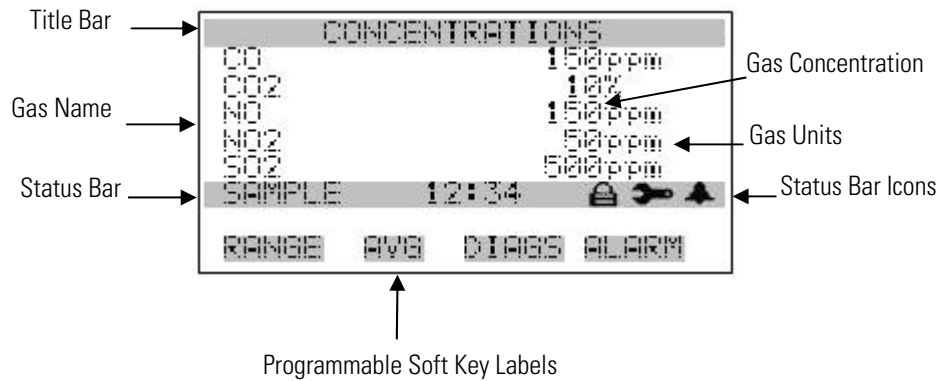 Title Bar
CONCENTRATIONS
CO 150ppm
CO2 10%
Gas Concentration
Gas Name
NO 150ppm
NO2 50ppm
Gas Units
SO2 500ppm
Status Bar
SAMPLE 12:34
Status Bar Icons
RANGE AVG DIAGS ALARM
Programmable Soft Key Labels